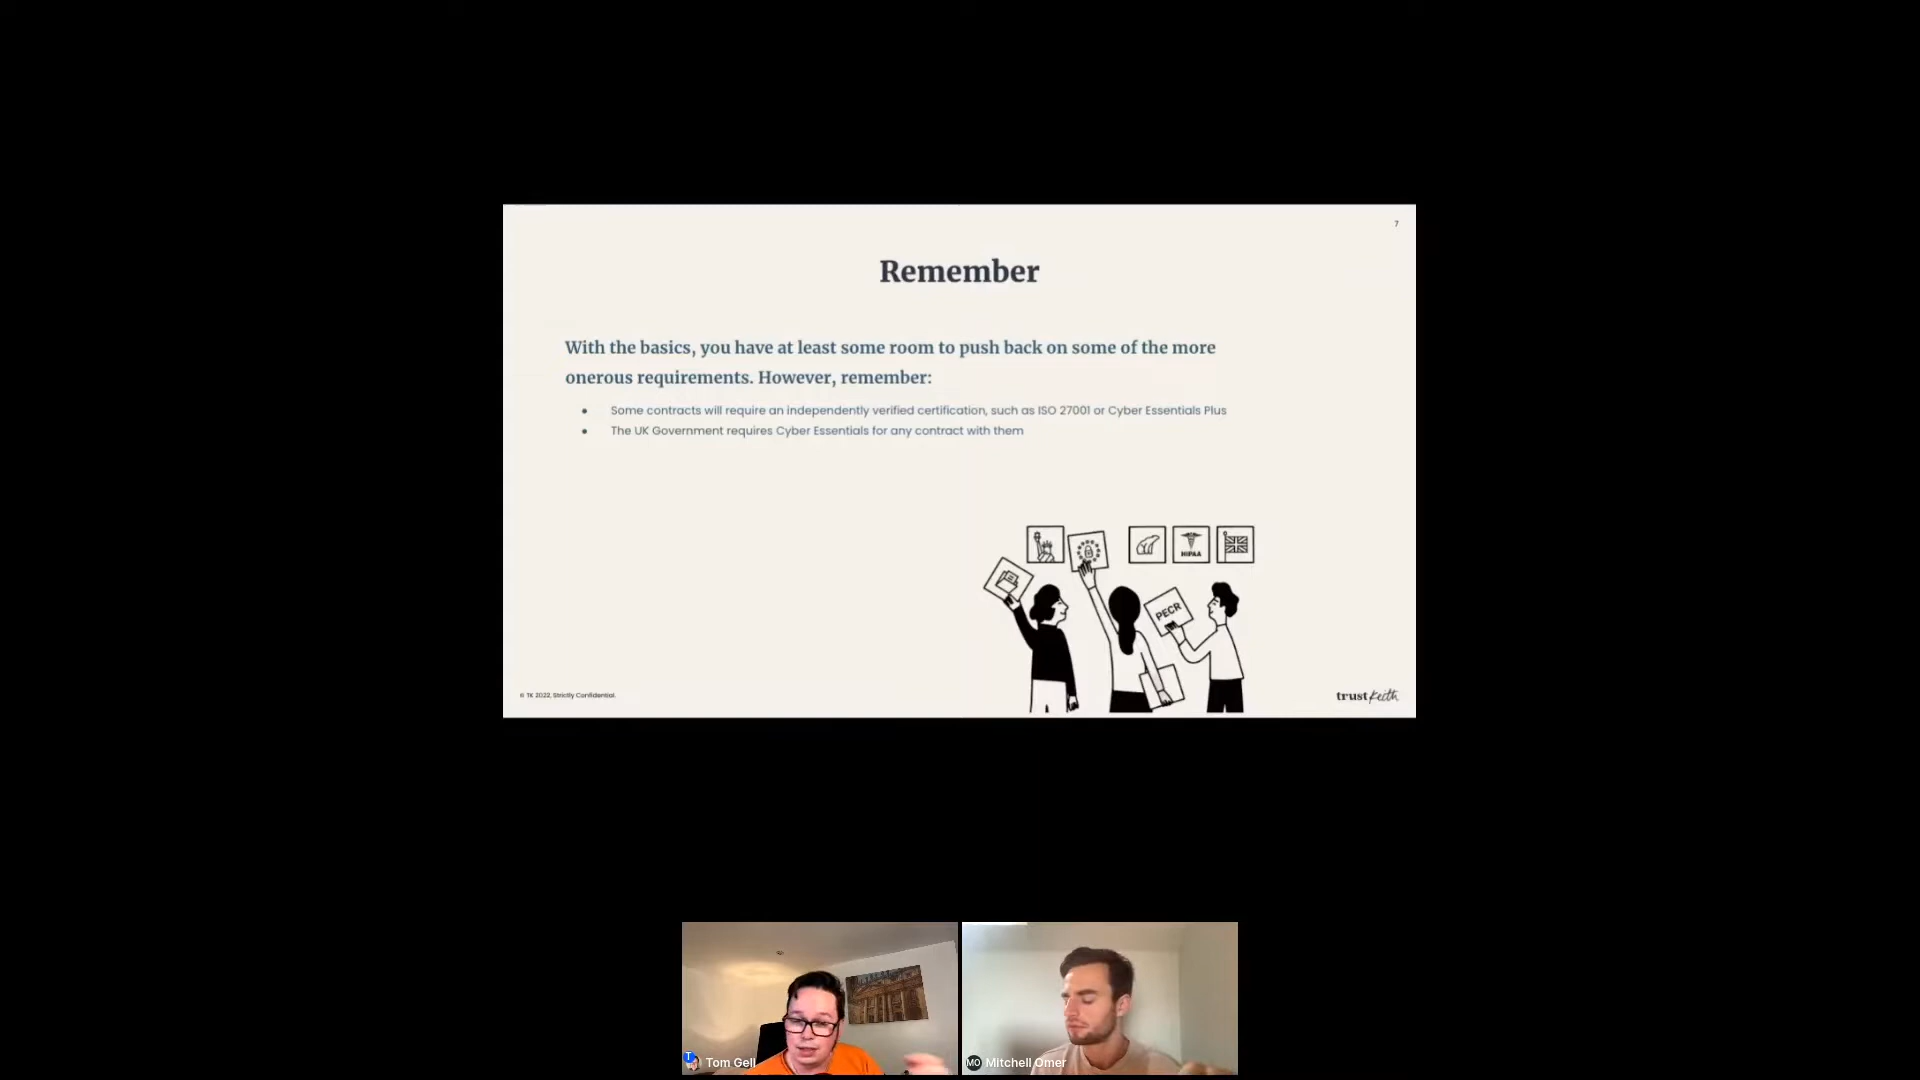 7
Remember
With the basics, you have at least some room to push back on some of the more
onerous requirements. However, remember:
● Some contracts will require an independently verified certification, such as ISO 27001 or Cyber Essentials Plus
● The UK Government requires Cyber Essentials for any contract with them
HIPAA
PECR
© TK 2022, Strictly Confidential.
trust Keith
T Tom Gell
MO Mitchell Omer